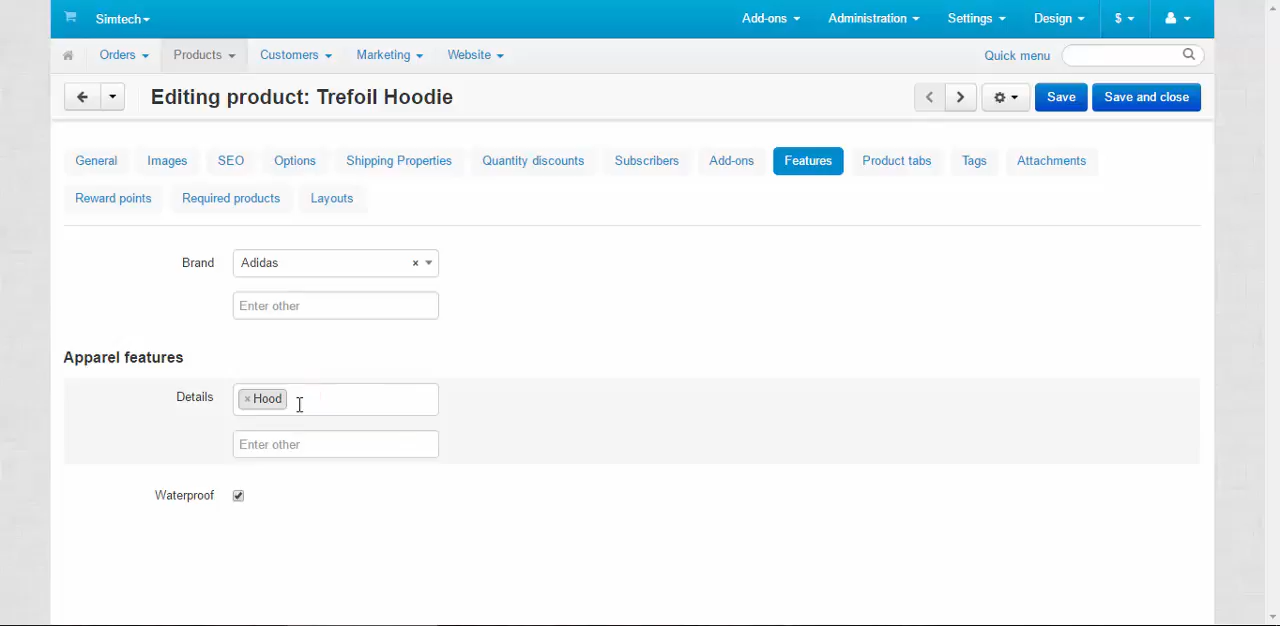 Simtech Add-ons Administration Settings Design $
Orders Products Customers Marketing Website Quick menu
Editing product: Trefoil Hoodie Save Save and close
General Images SEO Options Shipping Properties Quantity discounts Subscribers Add-ons Features Product tabs Tags Attachments
Reward points Required products Layouts
Brand Adidas ×
Enter other
Apparel features
Details × Hood
Enter other
Waterproof